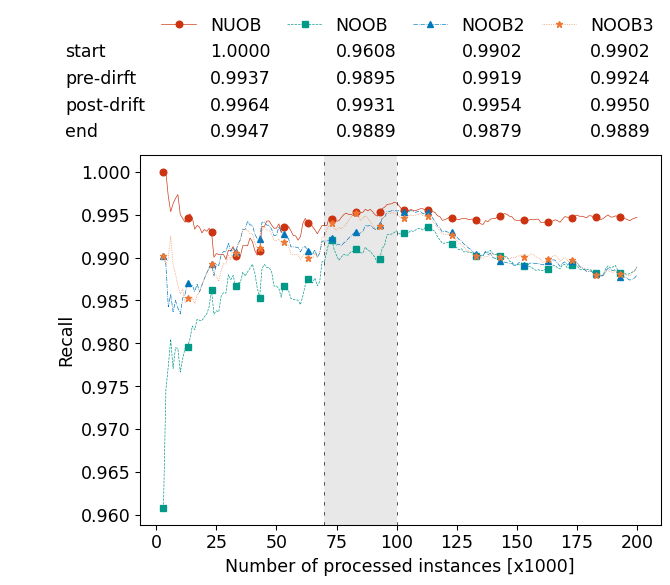 NUOB NOOB NOOB2 NOOB3
start 1.0000 0.9608 0.9902 0.9902
pre-dirft 0.9937 0.9895 0.9919 0.9924
post-drift 0.9964 0.9931 0.9954 0.9950
end 0.9947 0.9889 0.9879 0.9889
1.000
0.995
0.990
0.985
0.980
0.975
0.970
0.965
0.960
Recall
0 25 50 75 100 125 150 175 200
Number of processed instances [x1000]